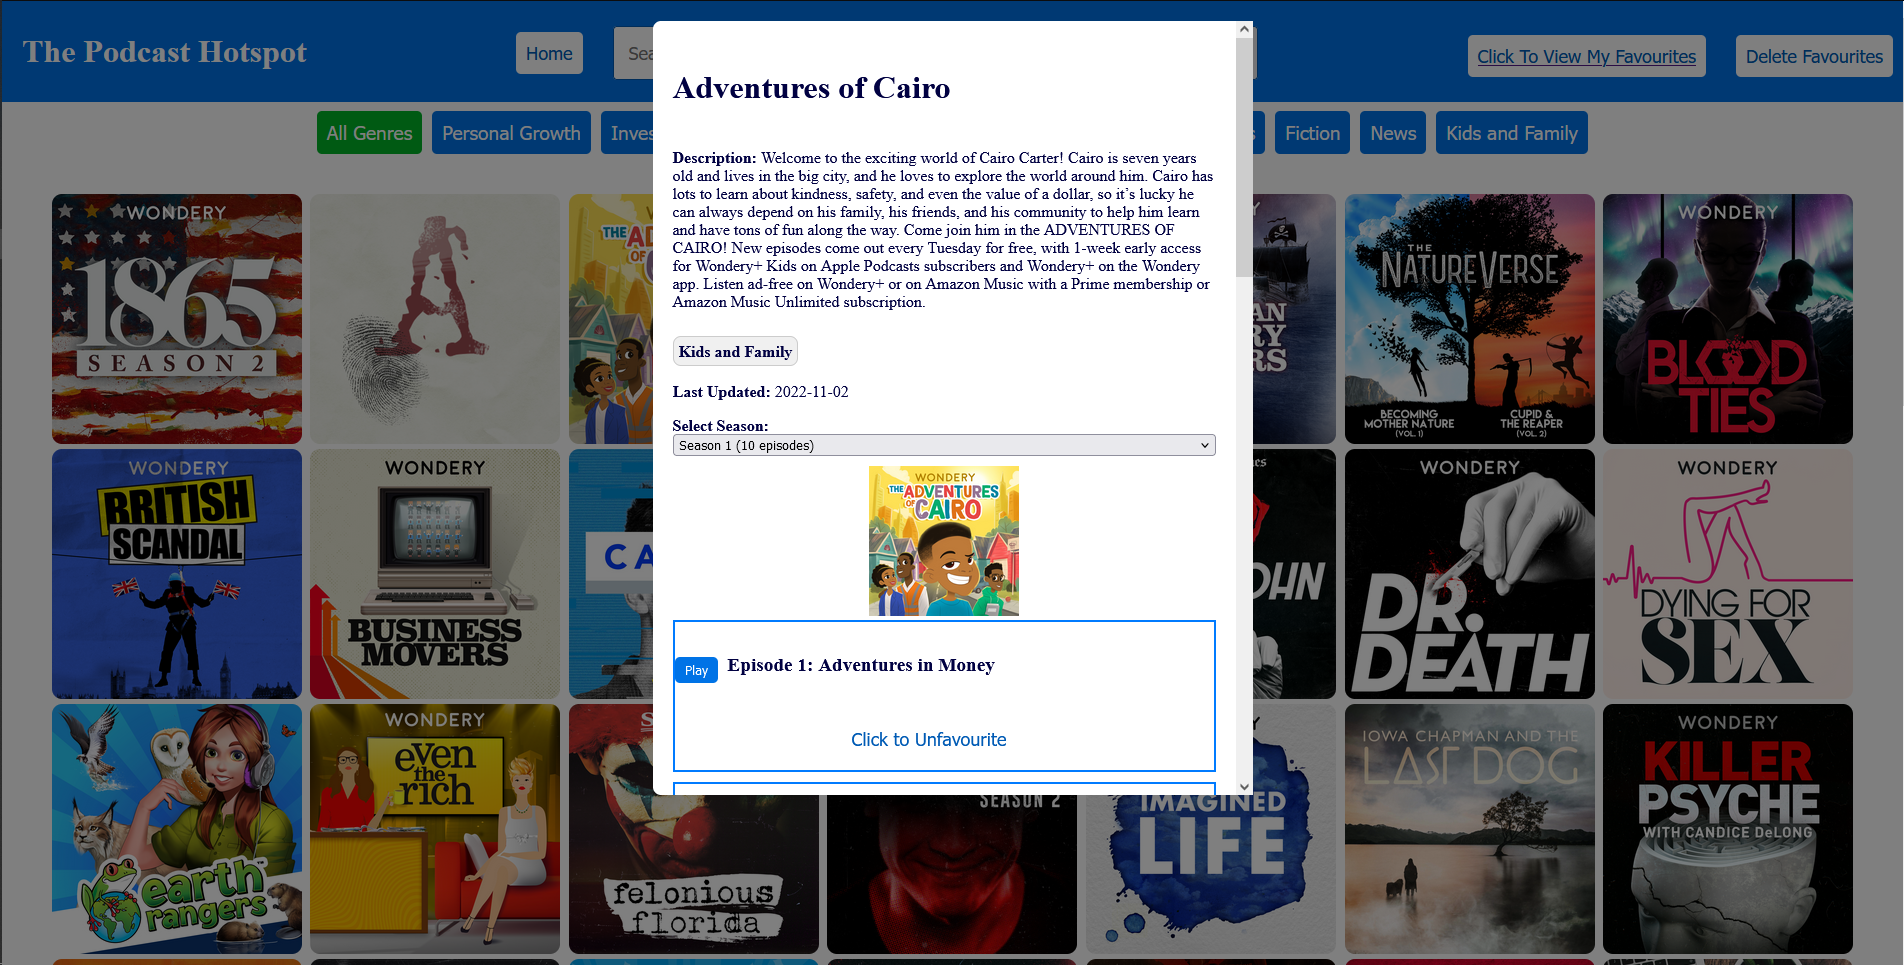 The Podcast Hotspot
Home
Sea
Click To View My Favourites
Delete Favourites
All Genres
Personal Growth
Inves
s
Fiction
News
Kids and Family
Adventures of Cairo
Description: Welcome to the exciting world of Cairo Carter! Cairo is seven years
old and lives in the big city, and he loves to explore the world around him. Cairo has
lots to learn about kindness, safety, and even the value of a dollar, so it’s lucky he
can always depend on his family, his friends, and his community to help him learn
and have tons of fun along the way. Come join him in the ADVENTURES OF
CAIRO! New episodes come out every Tuesday for free, with 1-week early access
for Wondery+ Kids on Apple Podcasts subscribers and Wondery+ on the Wondery
app. Listen ad-free on Wondery+ or on Amazon Music with a Prime membership or
Amazon Music Unlimited subscription.
Kids and Family
Last Updated: 2022-11-02
Select Season:
Season 1 (10 episodes)
WONDERY
THE ADVENTURES
OF CAIRO
Play
Episode 1: Adventures in Money
Click to Unfavourite
WONDERY
1865
SEASON 2
A
THE
NATUREVERSE
BECOMING
MOTHER NATURE
(VOL. 1)
CUPID &
THE REAPER
(VOL. 2)
WONDERY
BLOOD
TIES
WONDERY
BRITISH
SCANDAL
WONDERY
BUSINESS
MOVERS
CA
OHN
WONDERY
DR.
DEATH
WONDERY
DYING FOR
SEX
earth
rangers
WONDERY
even
the
rich
felonious
florida
SEASON 2
IMAGINED
LIFE
IOWA CHAPMAN AND THE
LAST DOG
WONDERY
KILLER
PSYCHE
WITH CANDICE DeLONG